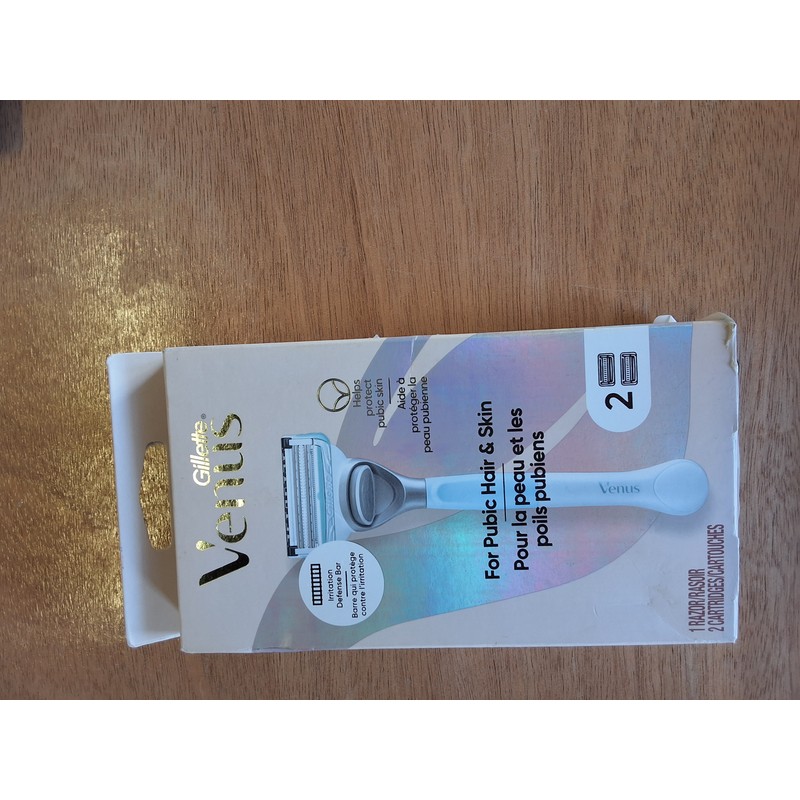 Gillette®
Venus
Helps
protect
pubic skin
Aide à
protéger la
peau pubienne
Irritation
Defense Bar
Barre qui protège
contre l'irritation
For Pubic Hair & Skin
Pour la peau et les
poils pubiens
Venus
2
1 RAZOR/RASOIR
2 CARTRIDGES/CARTOUCHES